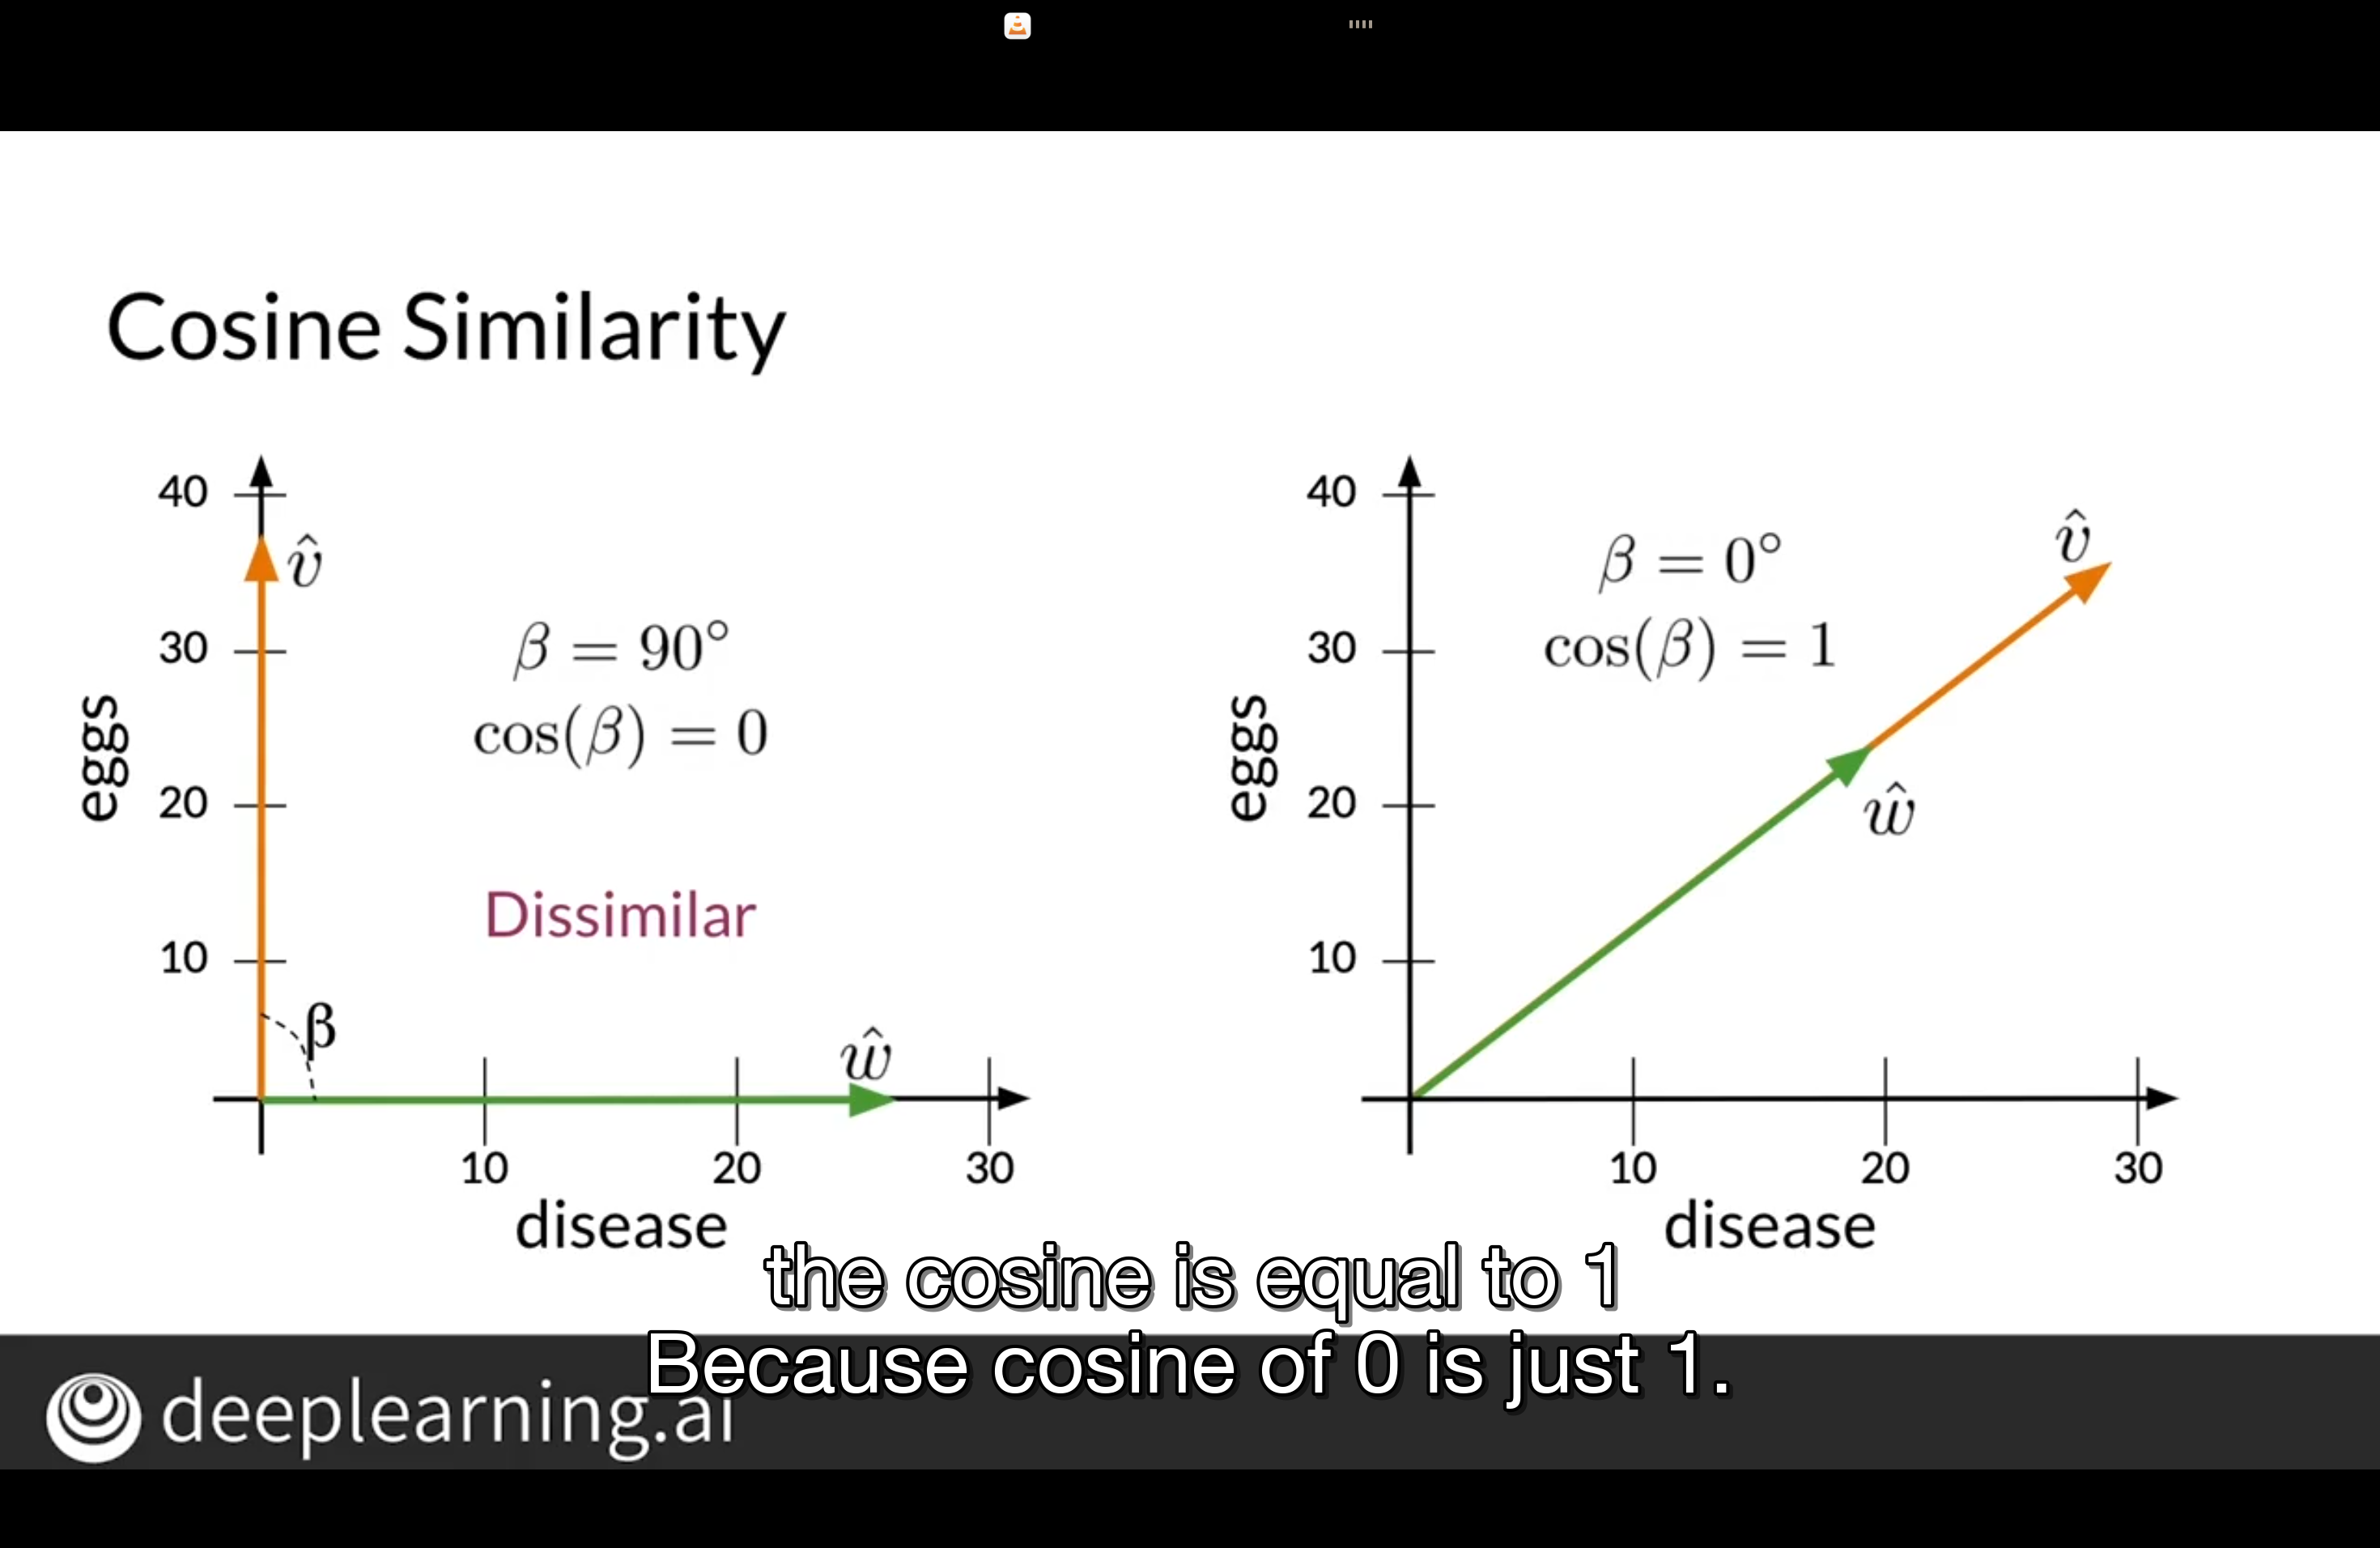 Cosine Similarity
40
v̂
30
β = 90°
cos(β) = 0
eggs
20
Dissimilar
10
β
ŵ
10 20 30
disease
40
v̂
β = 0°
30
cos(β) = 1
eggs
20
ŵ
10
10 20 30
disease
the cosine is equal to 1
Because cosine of 0 is just 1.
deeplearning.ai